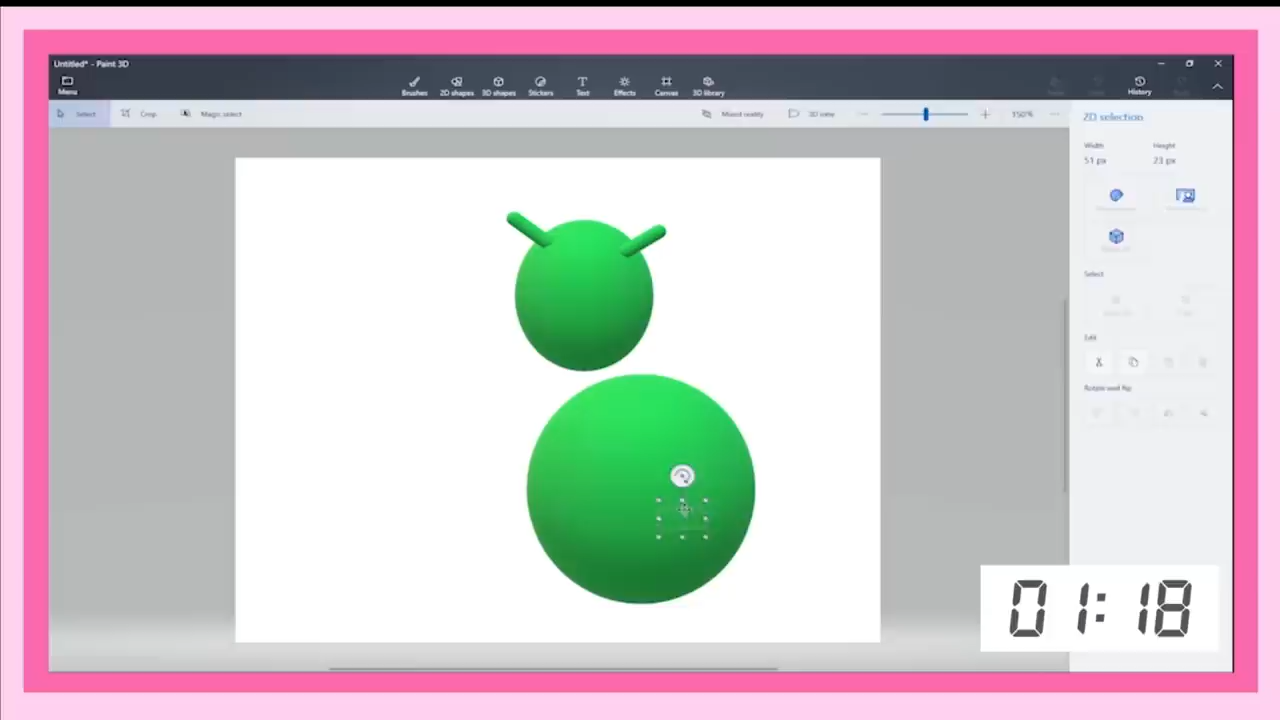 Untitled* - Paint 3D
Menu
Brushes 2D shapes 3D shapes Stickers Text Effects Canvas 3D library
History
Select Crop Magic select
Mixed reality 3D view 150%
2D selection
Width Height
51 px 23 px
Select
Edit
Rotate and flip
01:18